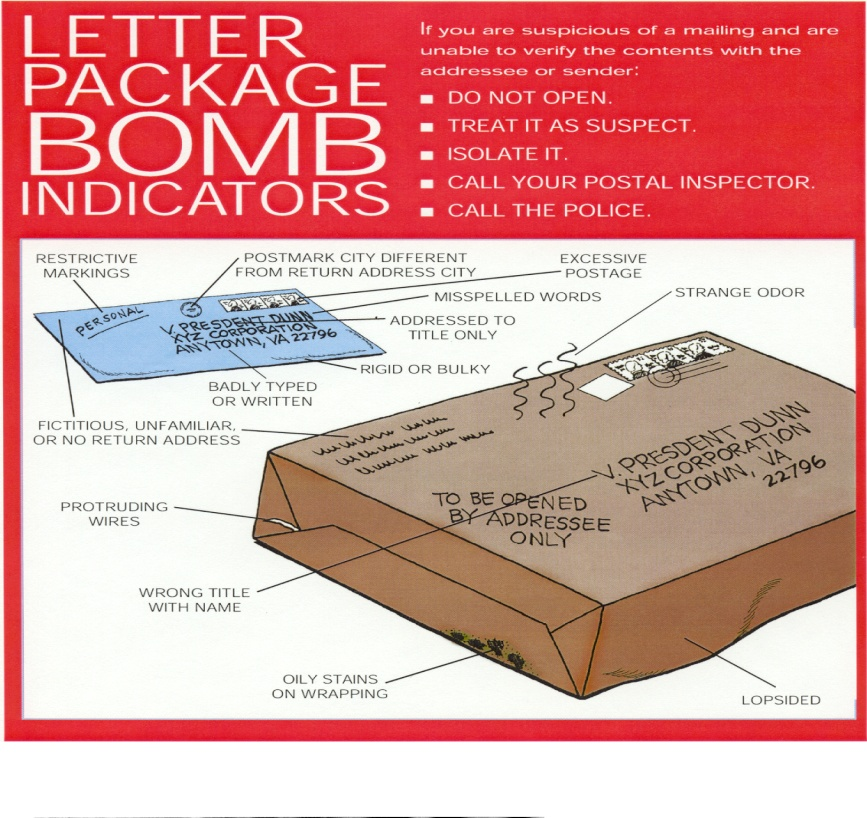 LETTER
PACKAGE
BOMB
INDICATORS
If you are suspicious of a mailing and are
unable to verify the contents with the
addressee or sender:
■ DO NOT OPEN.
■ TREAT IT AS SUSPECT.
■ ISOLATE IT.
■ CALL YOUR POSTAL INSPECTOR.
■ CALL THE POLICE.
RESTRICTIVE
MARKINGS
POSTMARK CITY DIFFERENT
FROM RETURN ADDRESS CITY
EXCESSIVE
POSTAGE
MISSPELLED WORDS
STRANGE ODOR
ADDRESSED TO
TITLE ONLY
RIGID OR BULKY
BADLY TYPED
OR WRITTEN
FICTITIOUS, UNFAMILIAR,
OR NO RETURN ADDRESS
PERSONAL
V. PRESDENT DUNN
XYZ CORPORATION
ANYTOWN, VA 22796
V. PRESDENT DUNN
XYZ CORPORATION
ANYTOWN, VA
22796
TO BE OPENED
BY ADDRESSEE
ONLY
PROTRUDING
WIRES
WRONG TITLE
WITH NAME
OILY STAINS
ON WRAPPING
LOPSIDED